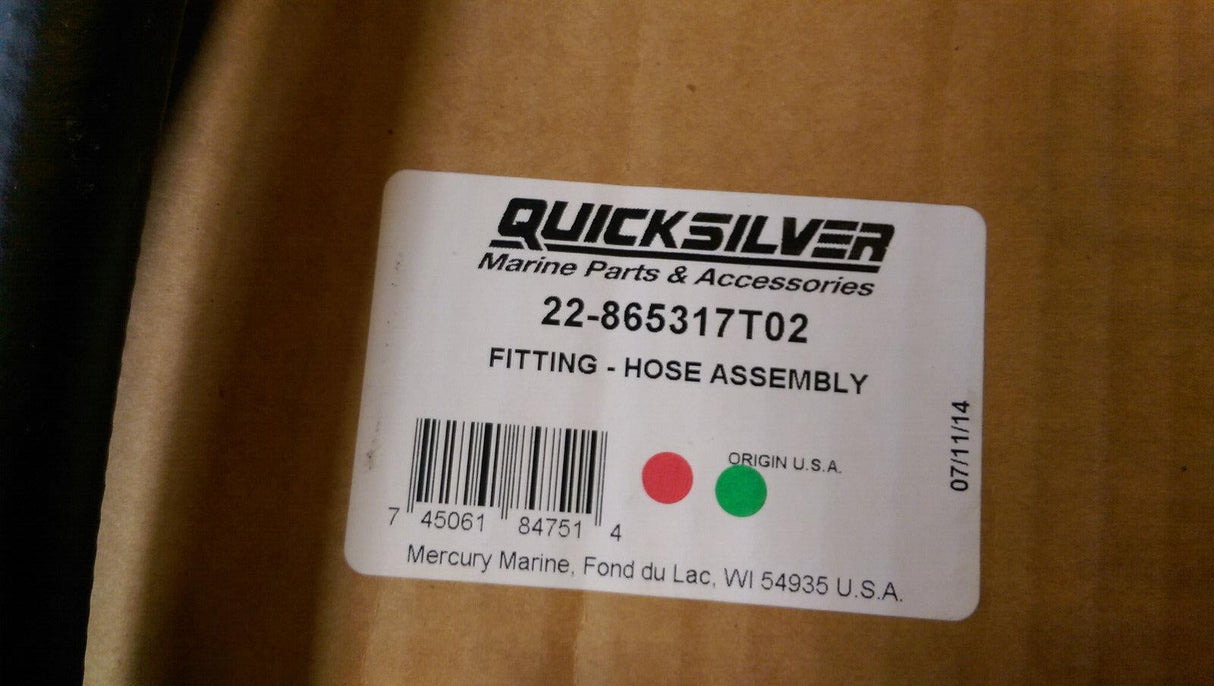 QUICKSILVER
Marine Parts & Accessories
22-865317T02
FITTING - HOSE ASSEMBLY
07/11/14
ORIGIN U.S.A.
7 45061 84751 4
Mercury Marine, Fond du Lac, WI 54935 U.S.A.